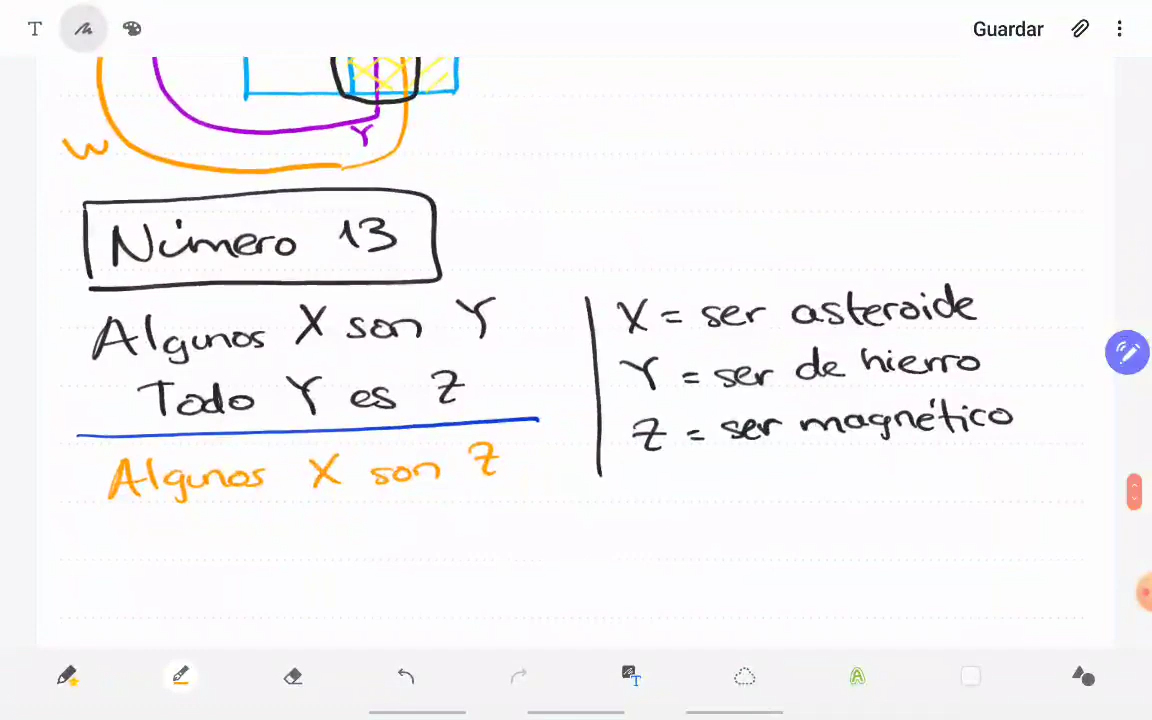 T Guardar
Y
W
Número 13
Algunos X son Y
Todo Y es Z
Algunos X son Z
X = ser asteroide
Y = ser de hierro
Z = ser magnético
T
A